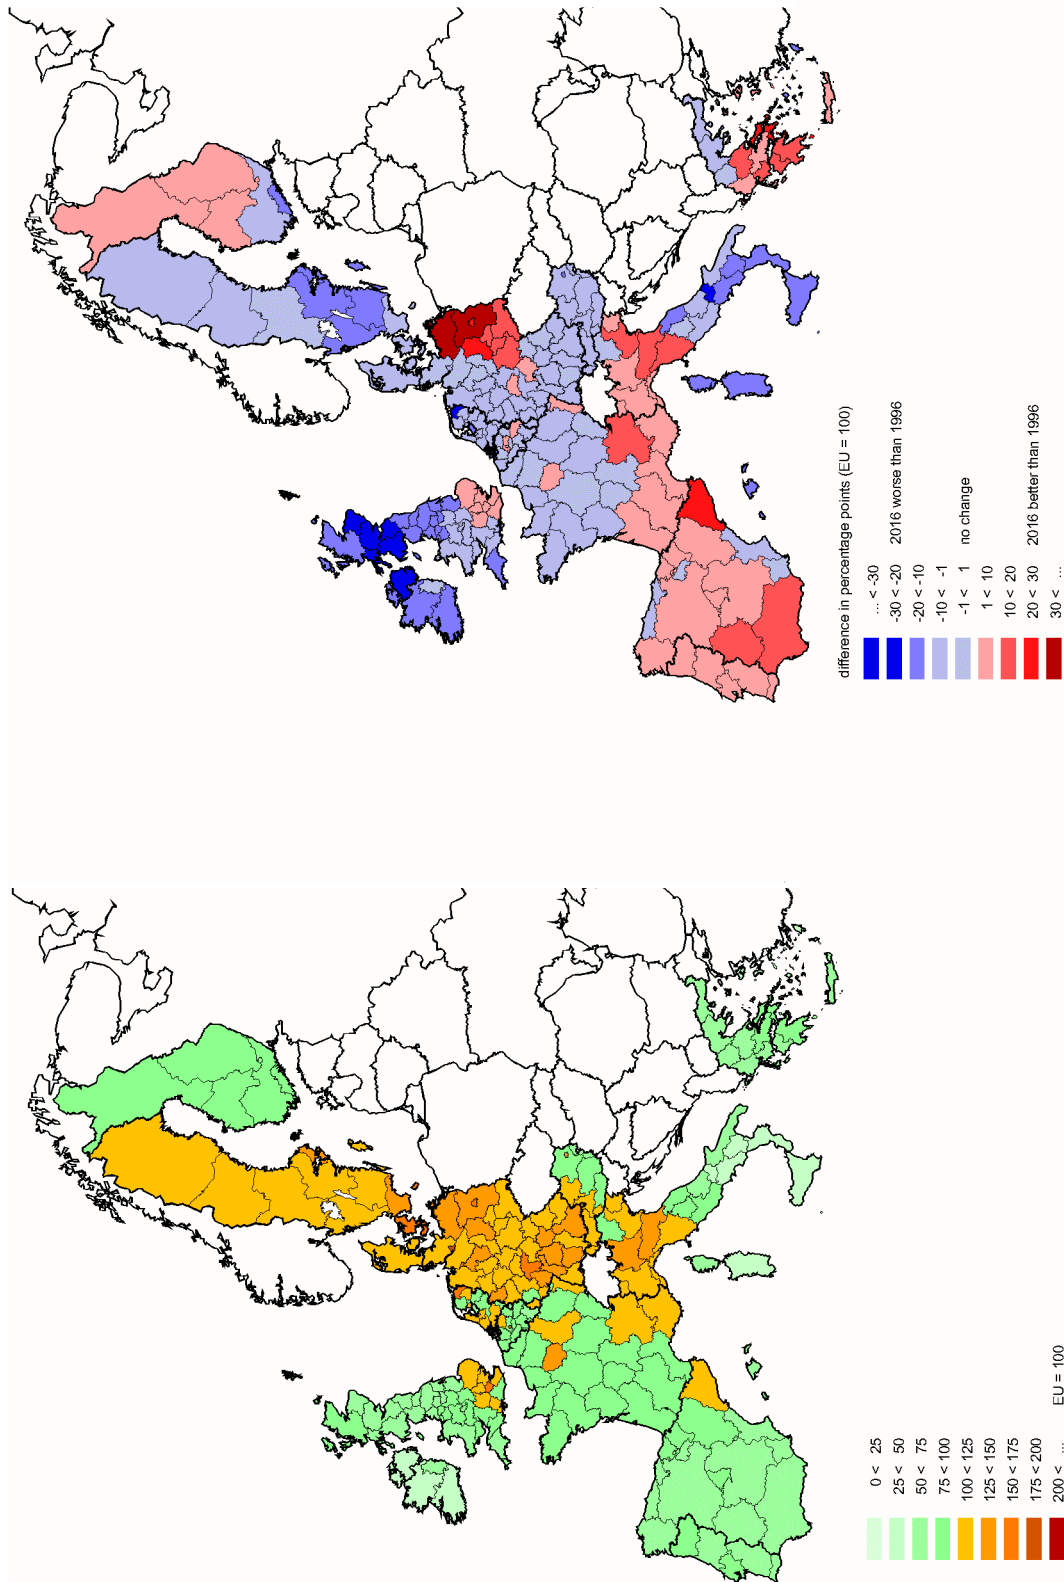 0 < 25
25 < 50
50 < 75
75 < 100
100 < 125
125 < 150
150 < 175
175 < 200
200 < ...
EU = 100
difference in percentage points (EU = 100)
... < -30
-30 < -20 2016 worse than 1996
-20 < -10
-10 < -1
-1 < 1 no change
1 < 10
10 < 20
20 < 30 2016 better than 1996
30 < ...